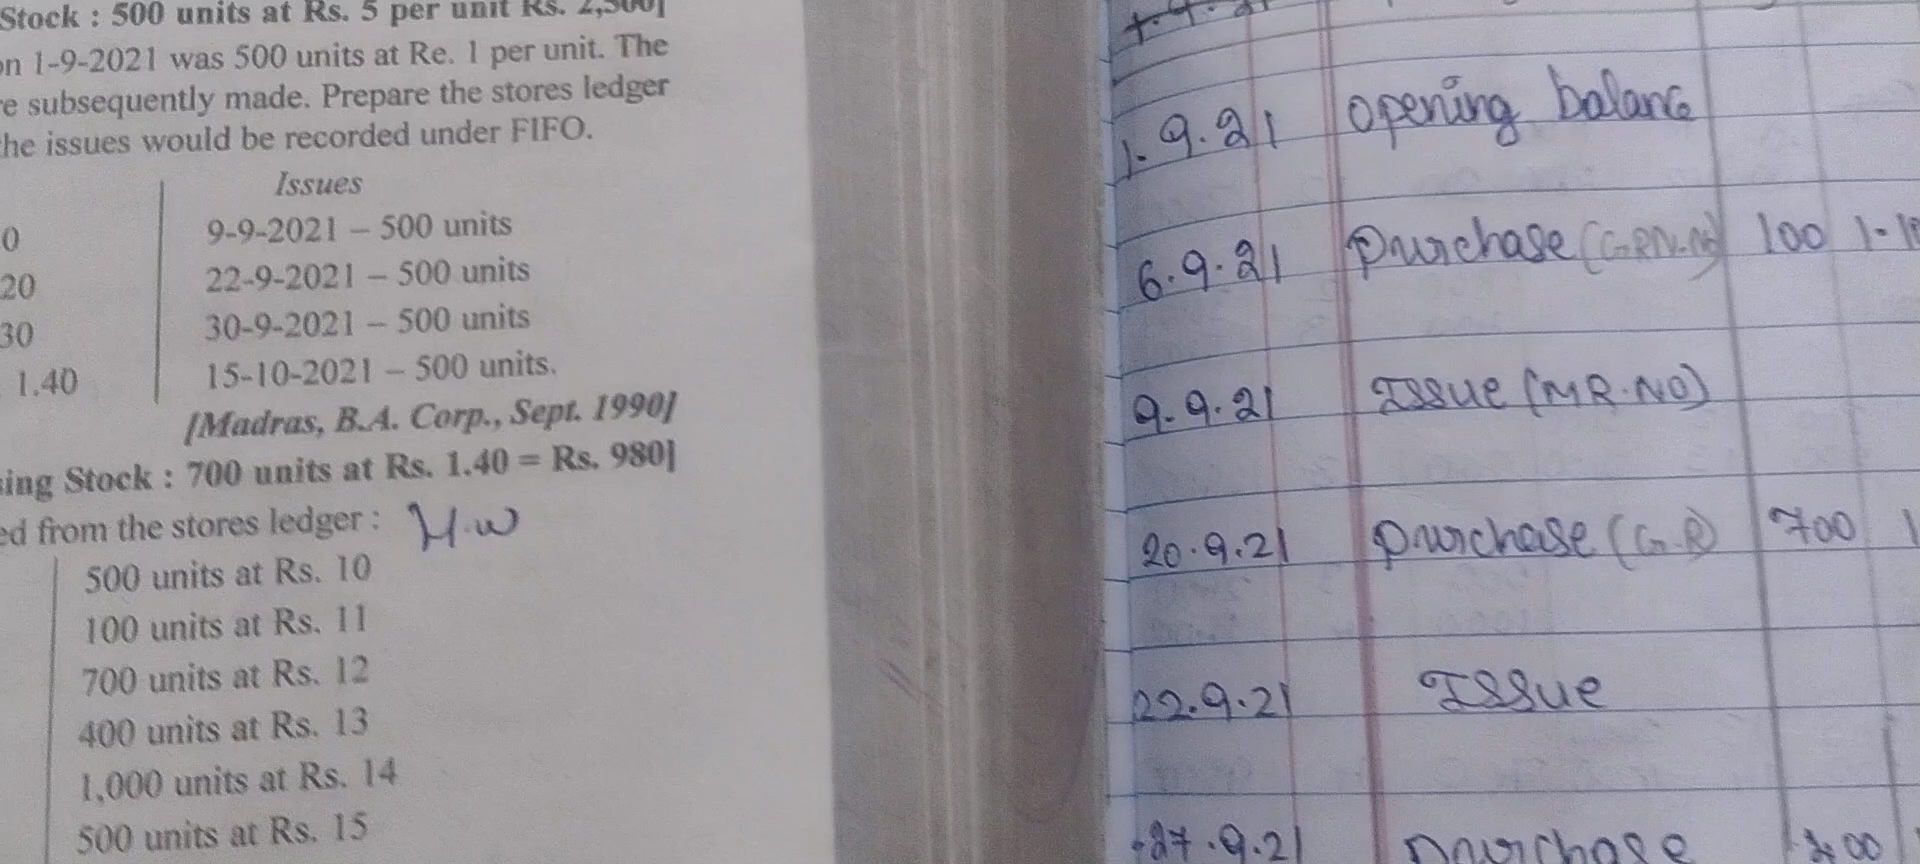 Stock : 500 units at Rs. 5 per unit Rs. 2,500]
on 1-9-2021 was 500 units at Re. 1 per unit. The
e subsequently made. Prepare the stores ledger
he issues would be recorded under FIFO.
Issues
0
9-9-2021 – 500 units
20
22-9-2021 – 500 units
30
30-9-2021 – 500 units
1.40
15-10-2021 – 500 units.
[Madras, B.A. Corp., Sept. 1990]
ing Stock : 700 units at Rs. 1.40 = Rs. 980]
ed from the stores ledger : H.W
500 units at Rs. 10
100 units at Rs. 11
700 units at Rs. 12
400 units at Rs. 13
1,000 units at Rs. 14
500 units at Rs. 15
1.9.21 opening balance
6.9.21 purchase 100
9.9.21 Issue (MR.NO)
20.9.21 purchase (G.R) 700
22.9.21 Issue
27.9.21 purchase